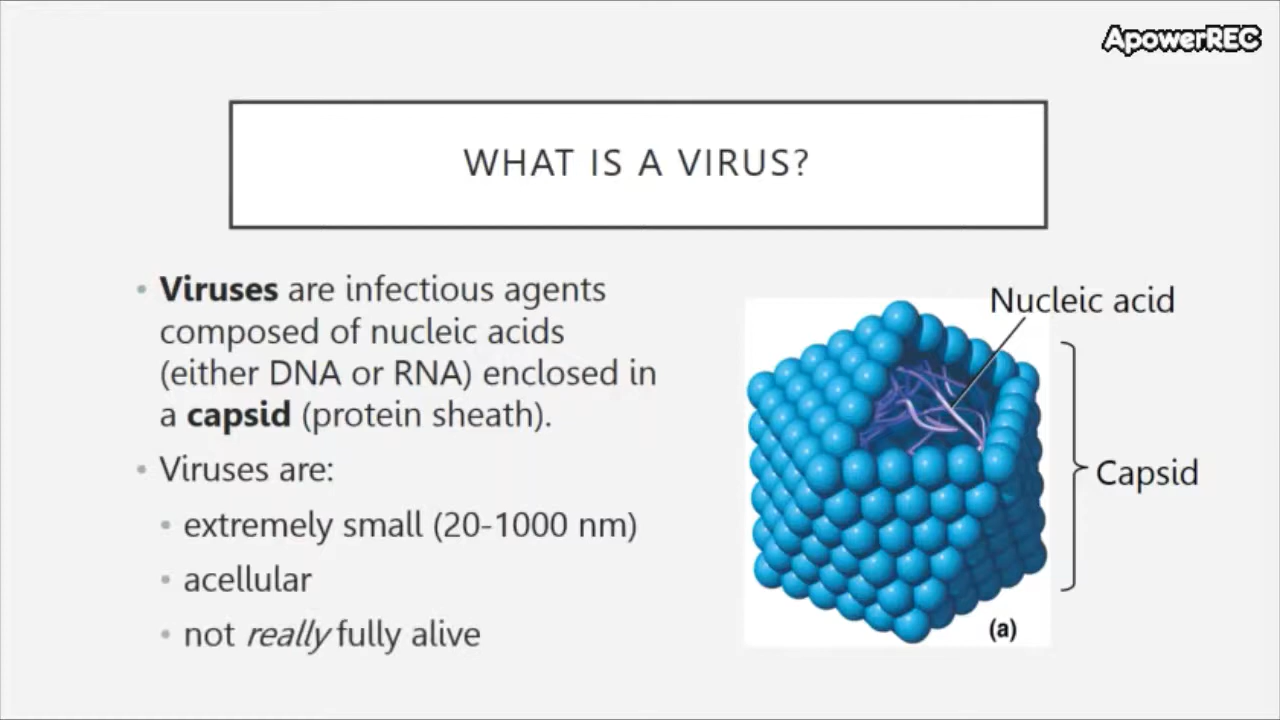 ApowerREC
WHAT IS A VIRUS?
• Viruses are infectious agents
composed of nucleic acids
(either DNA or RNA) enclosed in
a capsid (protein sheath).
• Viruses are:
• extremely small (20-1000 nm)
• acellular
• not really fully alive
Nucleic acid
Capsid
(a)